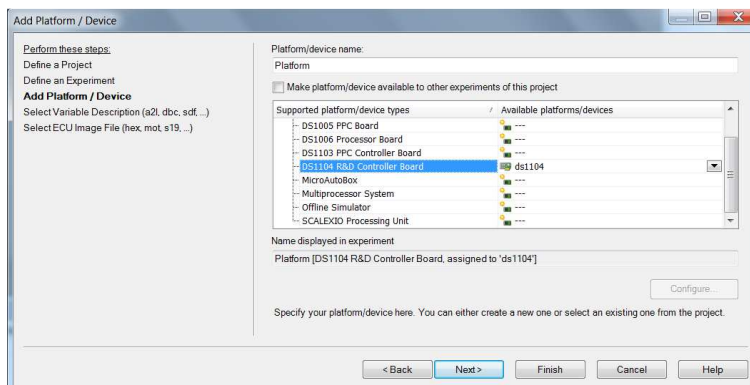 Add Platform / Device
Perform these steps:
Define a Project
Define an Experiment
Add Platform / Device
Select Variable Description (a2l, dbc, sdf, ...)
Select ECU Image File (hex, mot, s19, ...)
Platform/device name:
Platform
Make platform/device available to other experiments of this project
Supported platform/device types / Available platforms/devices
DS1005 PPC Board ---
DS1006 Processor Board ---
DS1103 PPC Controller Board ---
DS1104 R&D Controller Board ds1104
MicroAutoBox ---
Multiprocessor System ---
Offline Simulator ---
SCALEXIO Processing Unit ---
Name displayed in experiment
Platform [DS1104 R&D Controller Board, assigned to 'ds1104']
Configure...
Specify your platform/device here. You can either create a new one or select an existing one from the project.
< Back Next > Finish Cancel Help